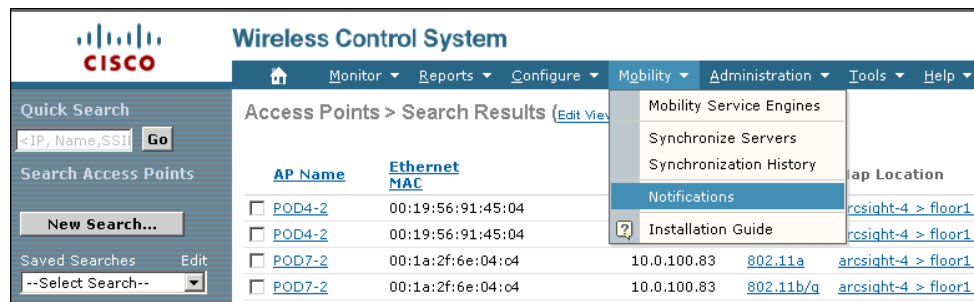 CISCO
Wireless Control System
Monitor Reports Configure Mobility Administration Tools Help
Quick Search
<IP, Name,SSI Go
Search Access Points
New Search...
Saved Searches Edit
--Select Search--
Access Points > Search Results (Edit View
Mobility Service Engines
Synchronize Servers
Synchronization History
Notifications
Installation Guide
AP Name Ethernet MAC Map Location
POD4-2 00:19:56:91:45:04 arcsight-4 > floor1
POD4-2 00:19:56:91:45:04 arcsight-4 > floor1
POD7-2 00:1a:2f:6e:04:c4 10.0.100.83 802.11a arcsight-4 > floor1
POD7-2 00:1a:2f:6e:04:c4 10.0.100.83 802.11b/g arcsight-4 > floor1